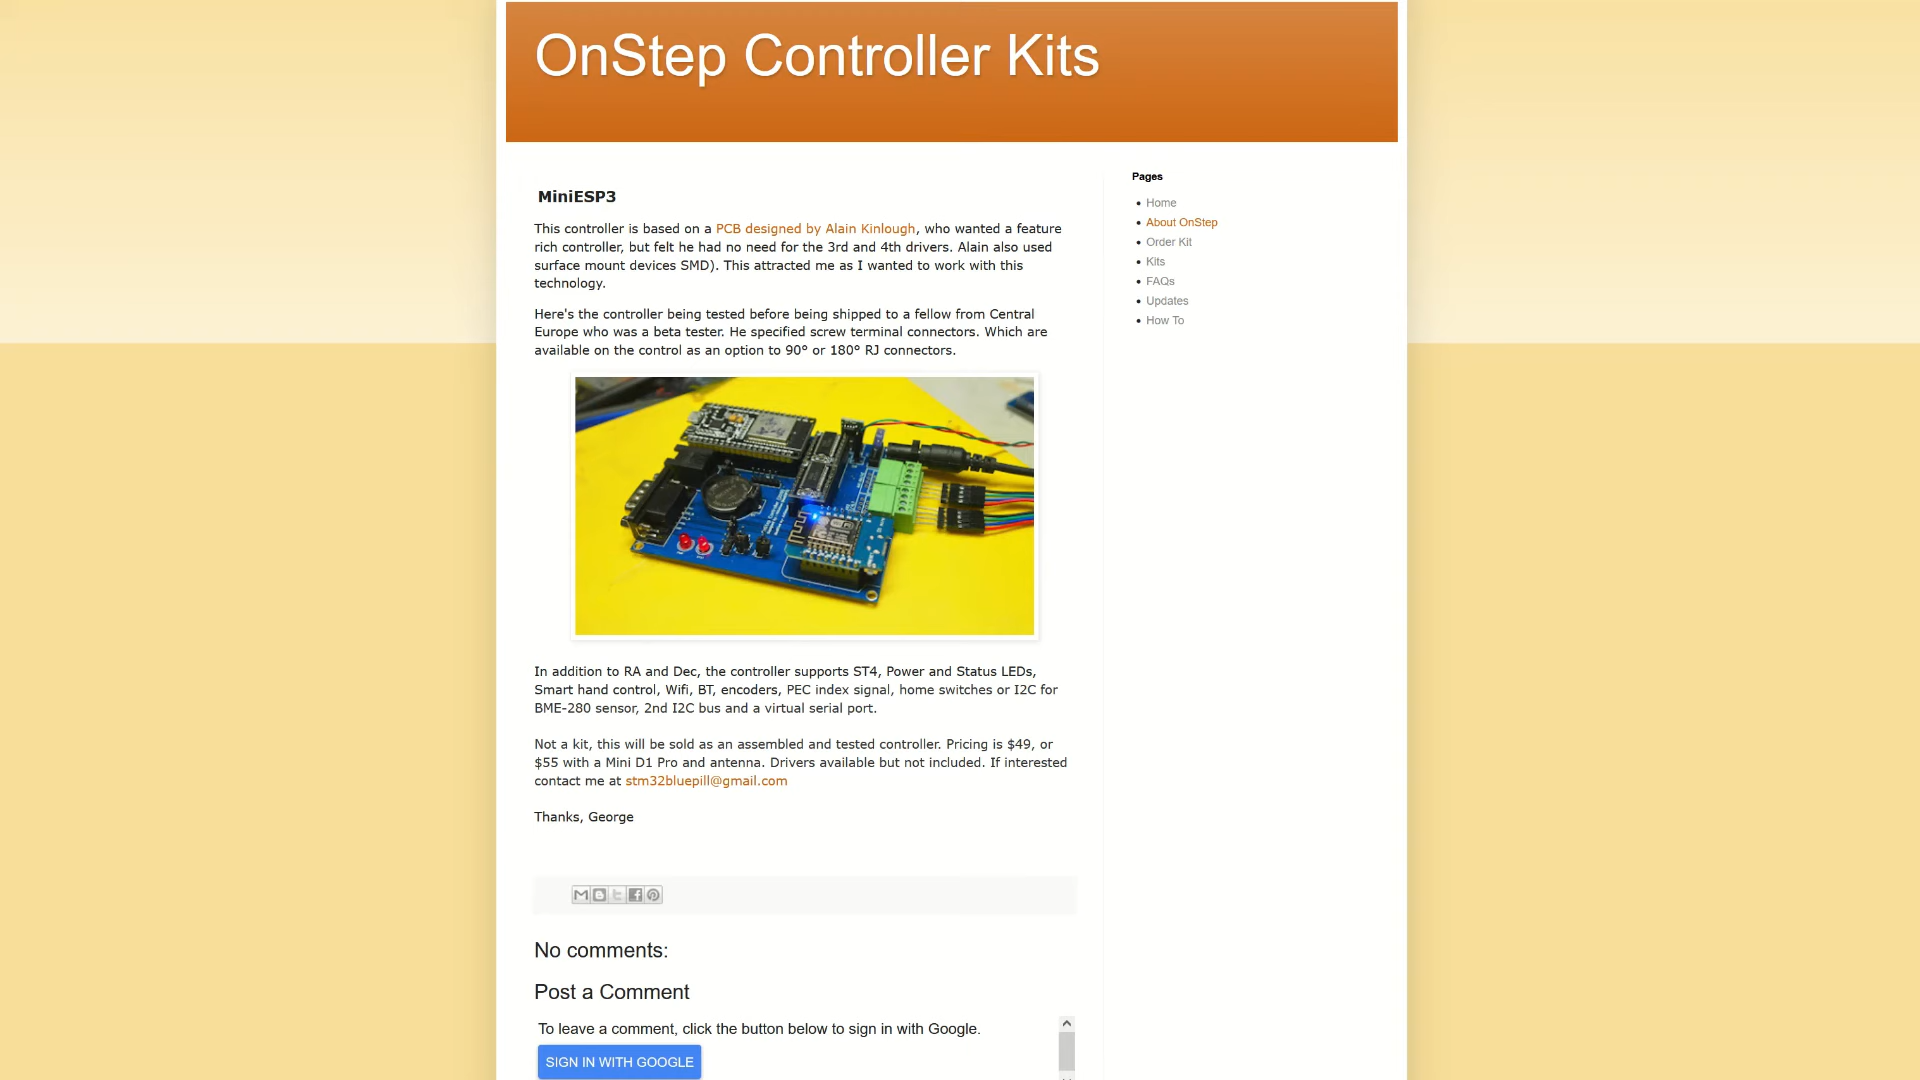 OnStep Controller Kits
MiniESP3
This controller is based on a PCB designed by Alain Kinlough, who wanted a feature
rich controller, but felt he had no need for the 3rd and 4th drivers. Alain also used
surface mount devices SMD). This attracted me as I wanted to work with this
technology.
Here's the controller being tested before being shipped to a fellow from Central
Europe who was a beta tester. He specified screw terminal connectors. Which are
available on the control as an option to 90° or 180° RJ connectors.
In addition to RA and Dec, the controller supports ST4, Power and Status LEDs,
Smart hand control, Wifi, BT, encoders, PEC index signal, home switches or I2C for
BME-280 sensor, 2nd I2C bus and a virtual serial port.
Not a kit, this will be sold as an assembled and tested controller. Pricing is $49, or
$55 with a Mini D1 Pro and antenna. Drivers available but not included. If interested
contact me at stm32bluepill@gmail.com
Thanks, George
No comments:
Post a Comment
To leave a comment, click the button below to sign in with Google.
SIGN IN WITH GOOGLE
Pages
Home
About OnStep
Order Kit
Kits
FAQs
Updates
How To